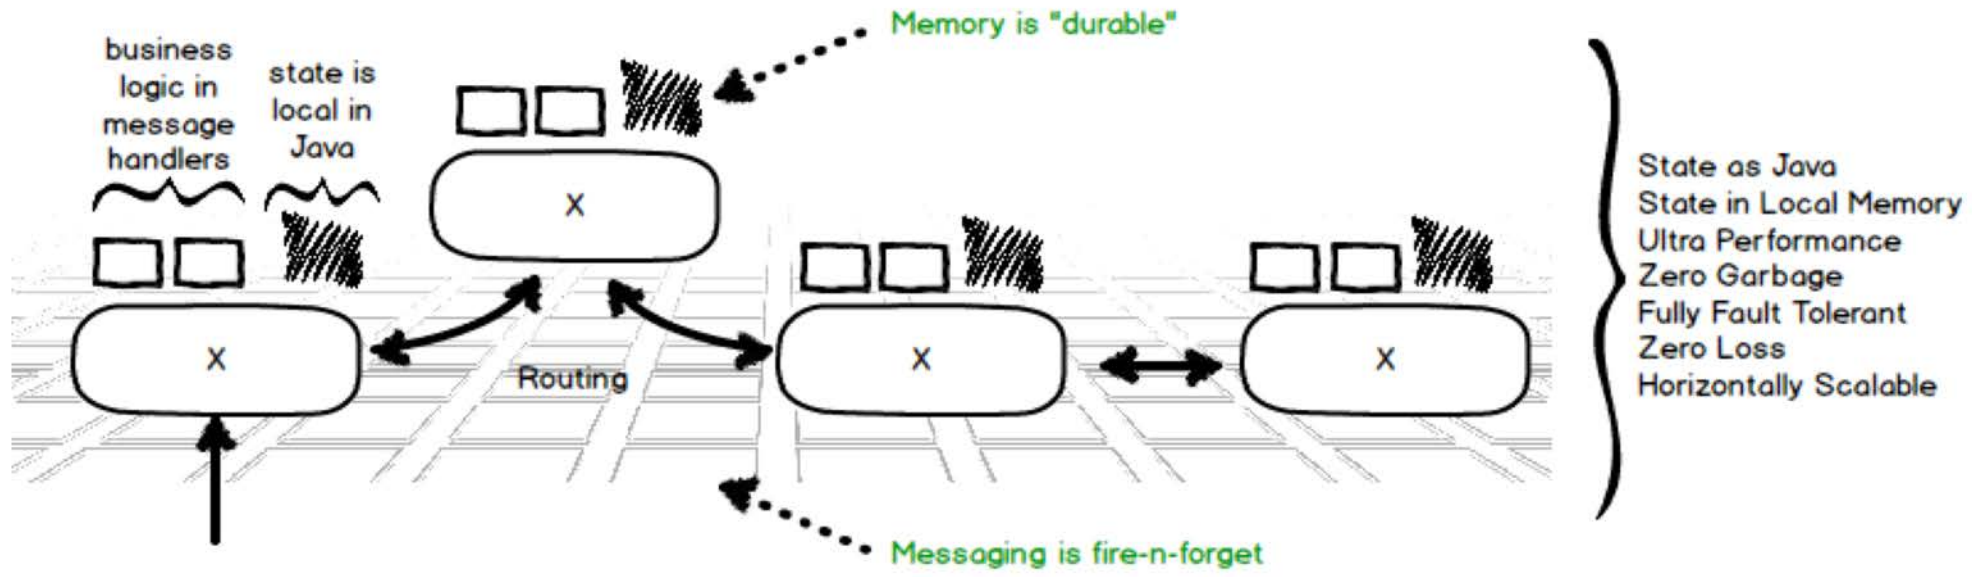 Memory is "durable"
business
logic in
message
handlers
state is
local in
Java
X
X
X
X
Routing
Messaging is fire-n-forget
State as Java
State in Local Memory
Ultra Performance
Zero Garbage
Fully Fault Tolerant
Zero Loss
Horizontally Scalable